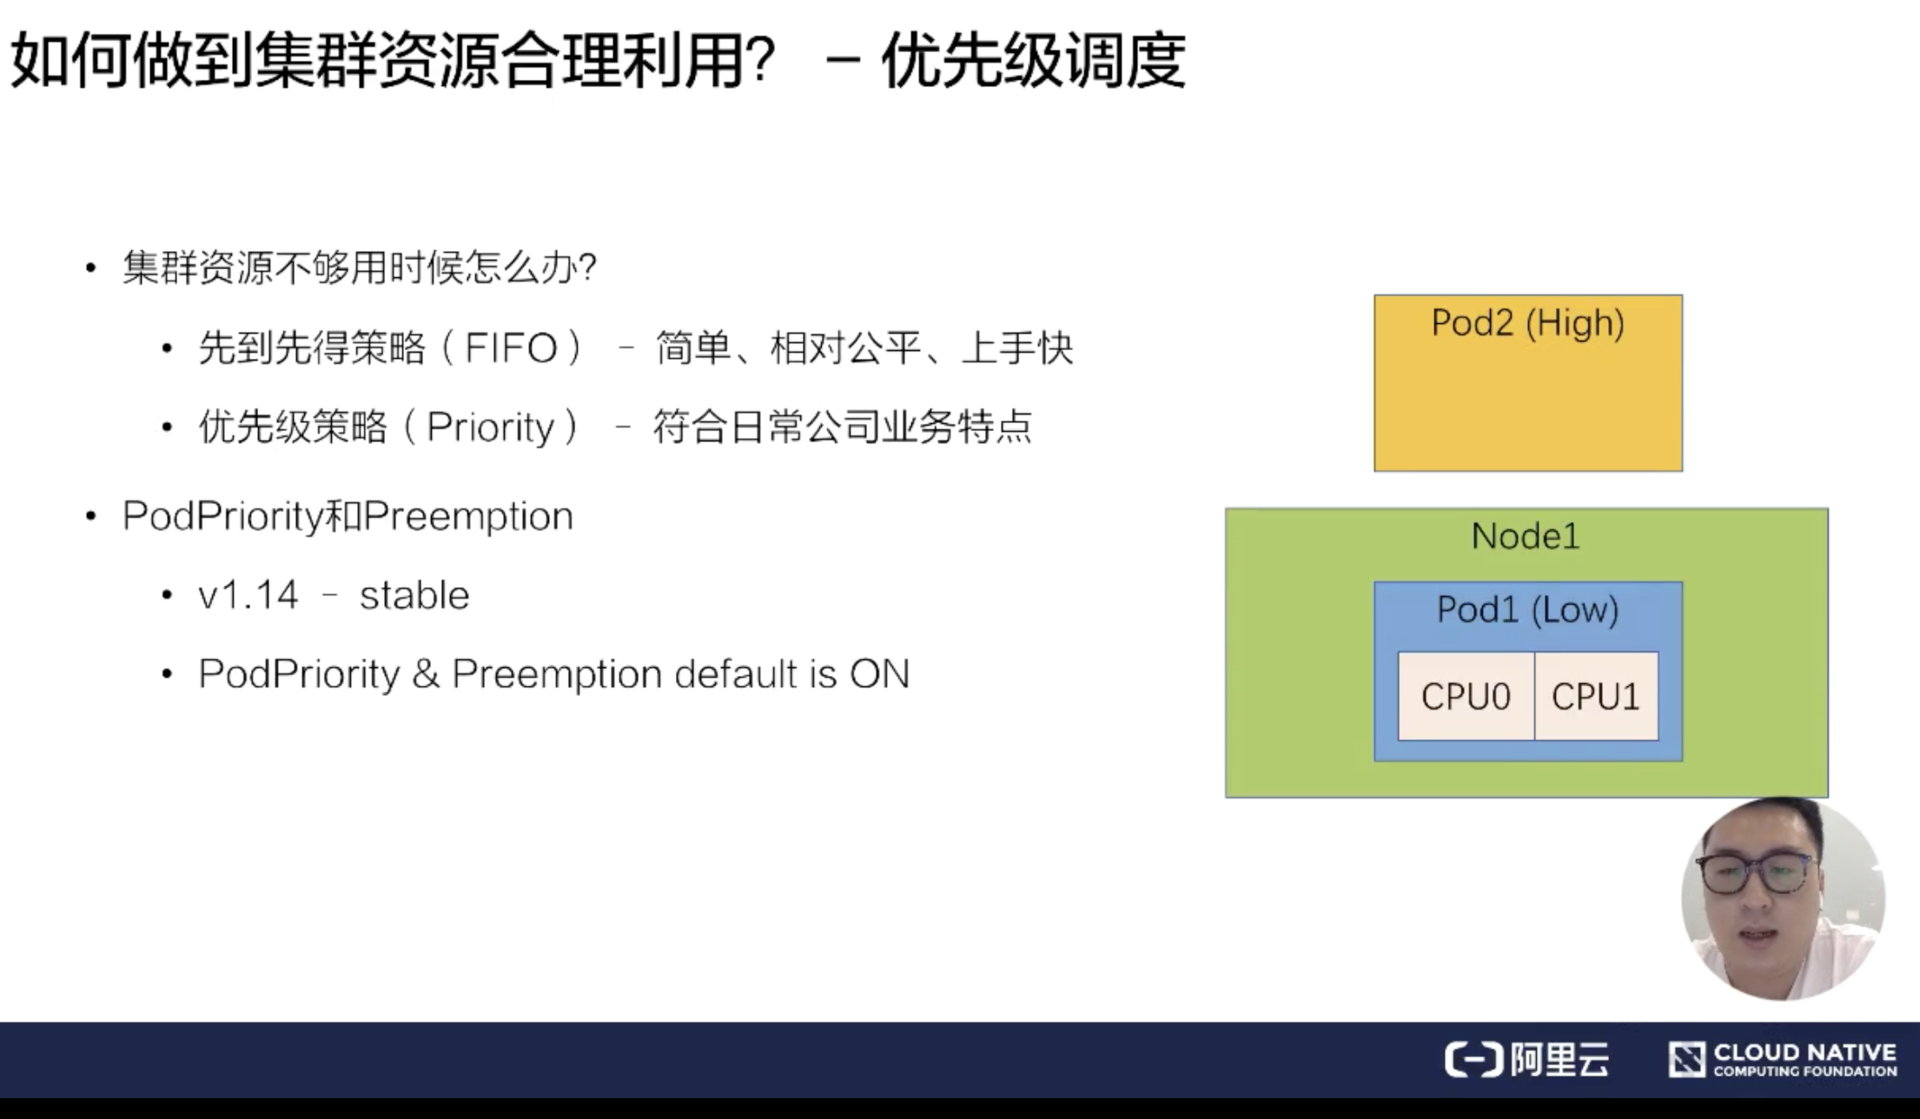 如何做到集群资源合理利用？ – 优先级调度
• 集群资源不够用时候怎么办?
• 先到先得策略（FIFO） – 简单、相对公平、上手快
• 优先级策略（Priority） – 符合日常公司业务特点
• PodPriority和Preemption
• v1.14 – stable
• PodPriority & Preemption default is ON
Pod2 (High)
Node1
Pod1 (Low)
CPU0 CPU1
阿里云
CLOUD NATIVE
COMPUTING FOUNDATION